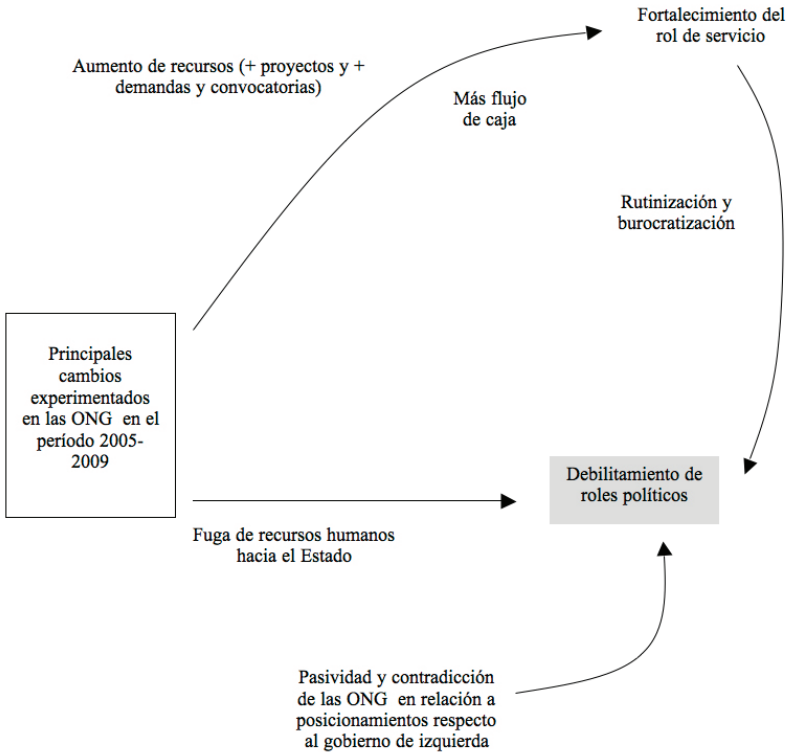 Fortalecimiento del
rol de servicio
Aumento de recursos (+ proyectos y +
demandas y convocatorias)
Más flujo
de caja
Rutinización y
burocratización
Principales
cambios
experimentados
en las ONG en el
período 2005-
2009
Debilitamiento de
roles políticos
Fuga de recursos humanos
hacia el Estado
Pasividad y contradicción
de las ONG en relación a
posicionamientos respecto
al gobierno de izquierda